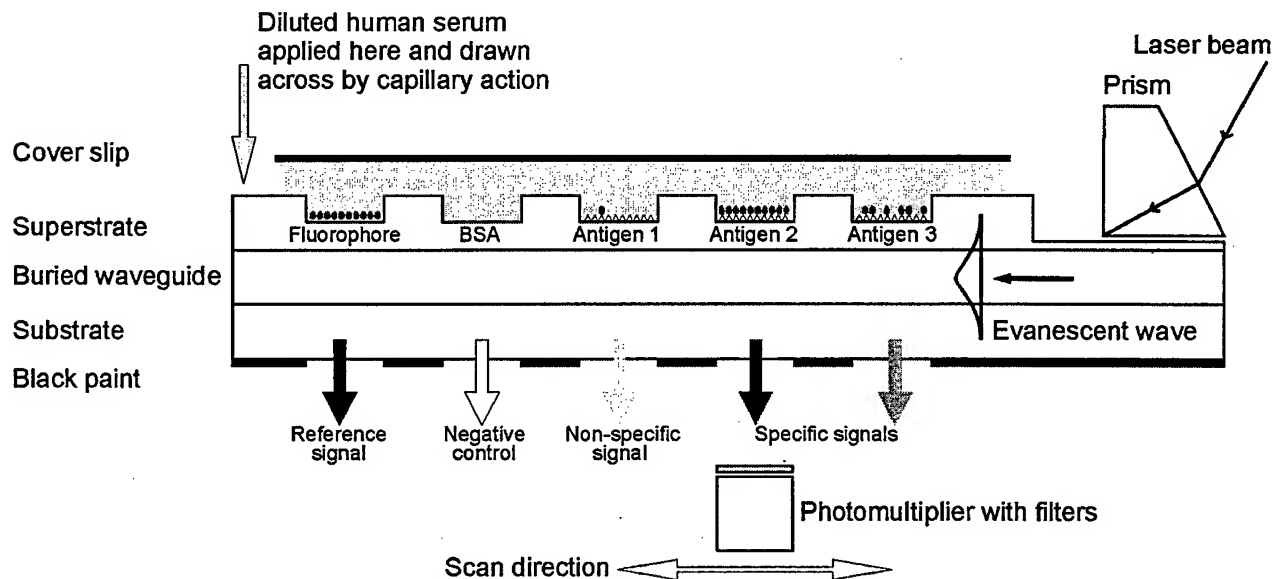 Diluted human serum
applied here and drawn
across by capillary action
Laser beam
Prism
Cover slip
Superstrate
Fluorophore
BSA
Antigen 1
Antigen 2
Antigen 3
Buried waveguide
Substrate
Evanescent wave
Black paint
Reference
signal
Negative
control
Non-specific
signal
Specific signals
Photomultiplier with filters
Scan direction